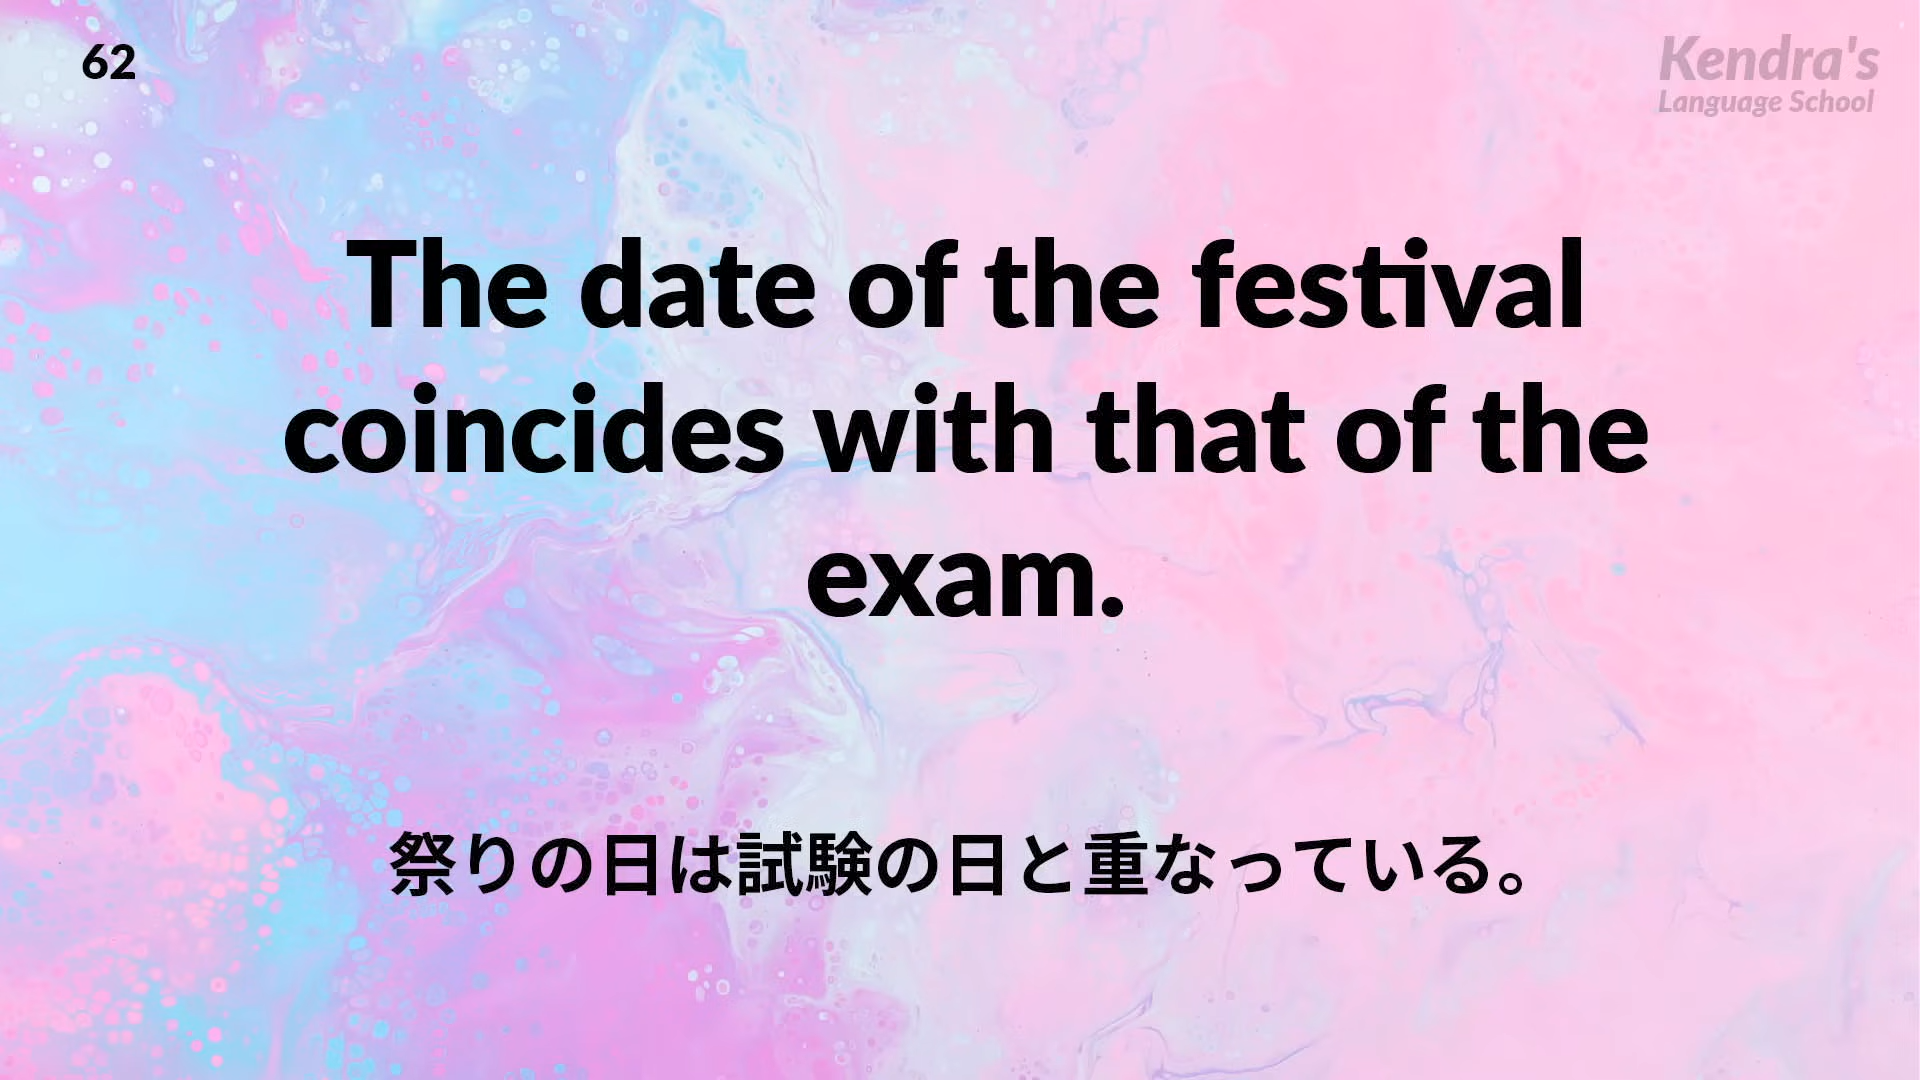 62
Kendra's
Language School
The date of the festival
coincides with that of the
exam.
祭りの日は試験の日と重なっている。